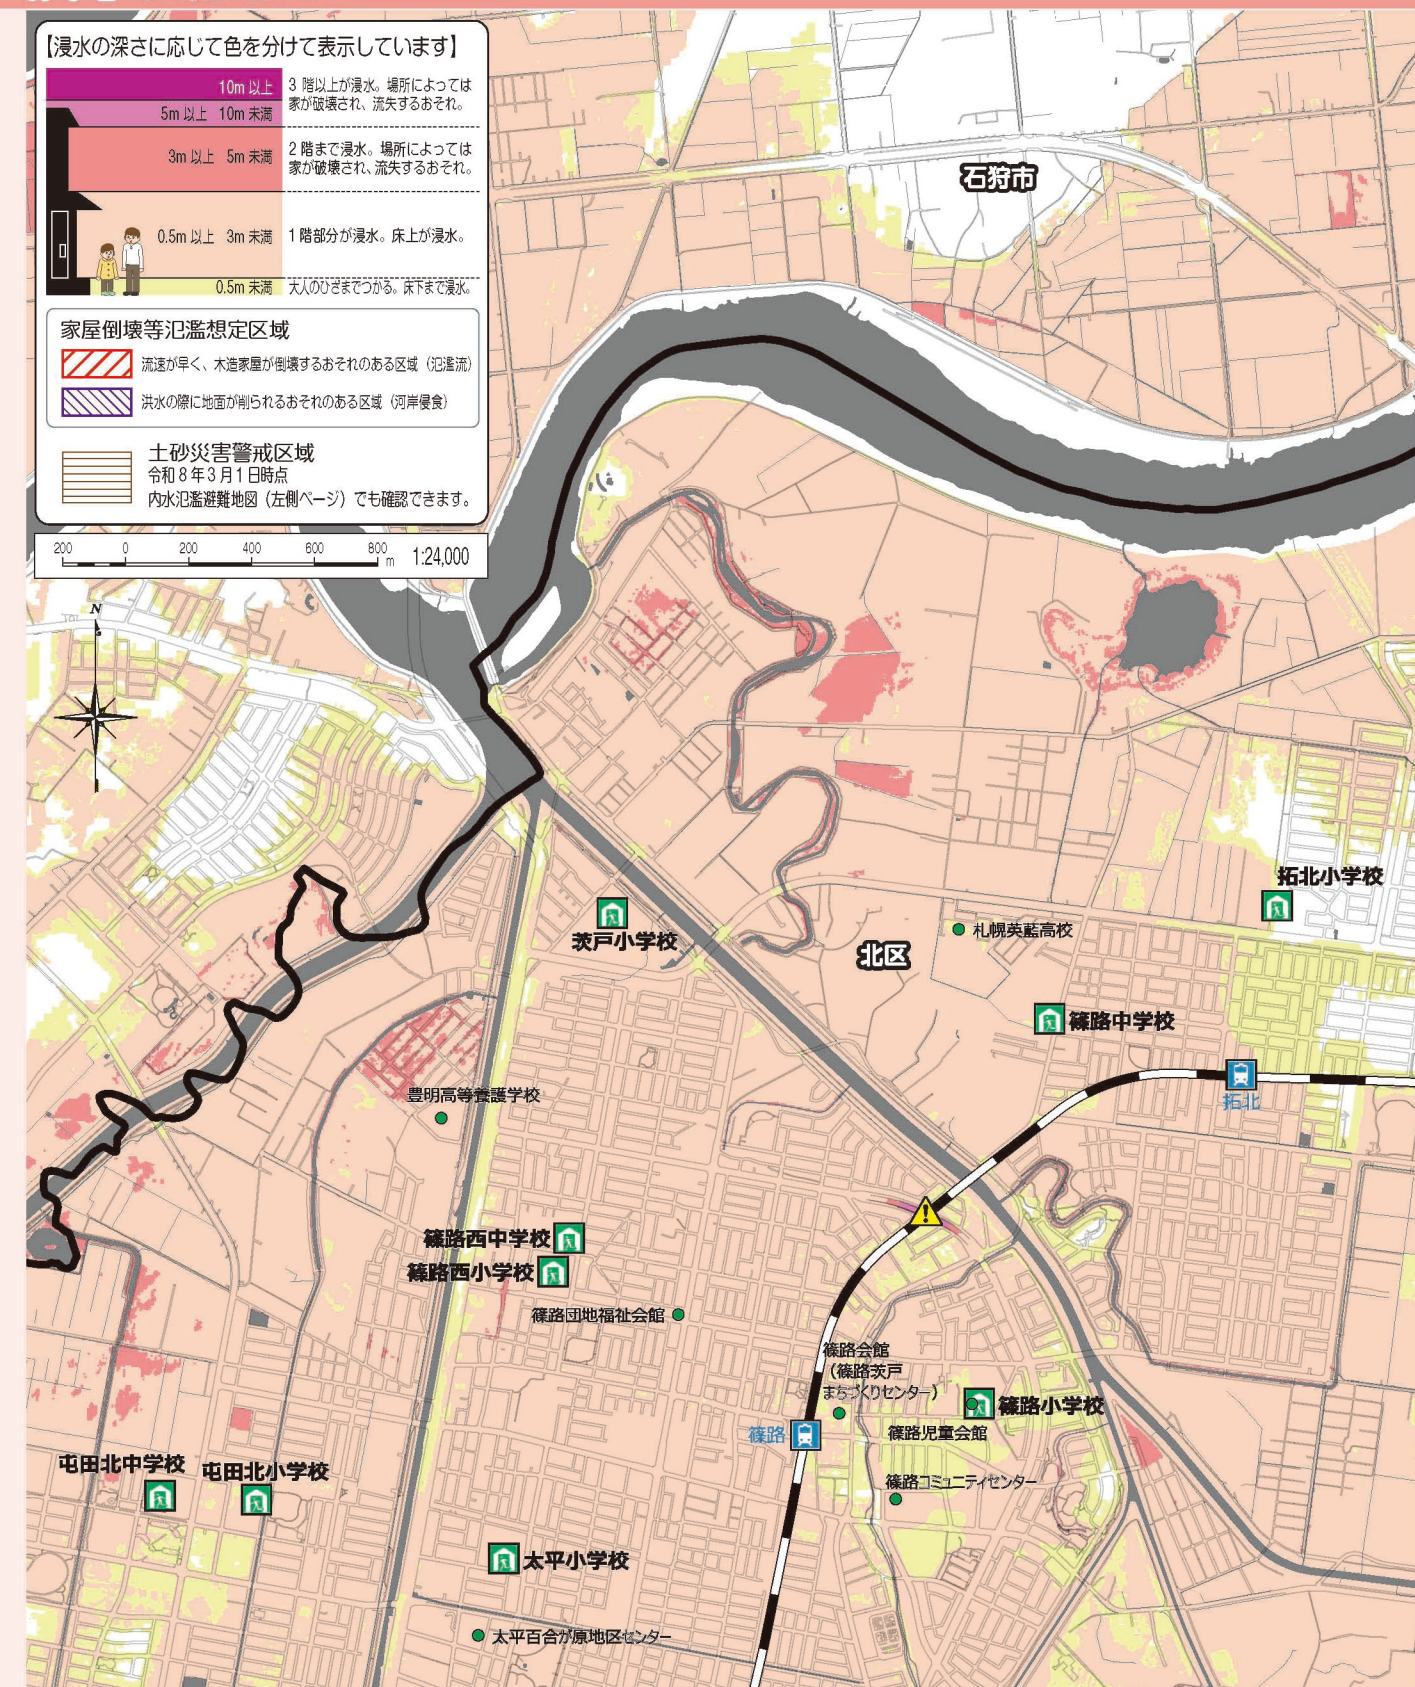 【浸水の深さに応じて色を分けて表示しています】
10m 以上
5m 以上 10m 未満
3 階以上が浸水。場所によっては
家が破壊され、流失するおそれ。
3m 以上 5m 未満
2 階まで浸水。場所によっては
家が破壊され、流失するおそれ。
0.5m 以上 3m 未満
1 階部分が浸水。床上が浸水。
0.5m 未満
大人のひざまでつかる。床下まで浸水。
家屋倒壊等氾濫想定区域
流速が早く、木造家屋が倒壊するおそれのある区域（氾濫流）
洪水の際に地面が削られるおそれのある区域（河岸侵食）
土砂災害警戒区域
令和8年3月1日時点
内水氾濫避難地図（左側ページ）でも確認できます。
200 0 200 400 600 800 m 1:24,000
N
石狩市
拓北小学校
茨戸小学校
札幌英藍高校
北区
篠路中学校
豊明高等養護学校
拓北
篠路西中学校
篠路西小学校
篠路団地福祉会館
篠路会館
（篠路茨戸
まちづくりセンター）
篠路小学校
篠路児童会館
篠路
屯田北中学校
屯田北小学校
篠路コミュニティセンター
太平小学校
太平百合が原地区センター